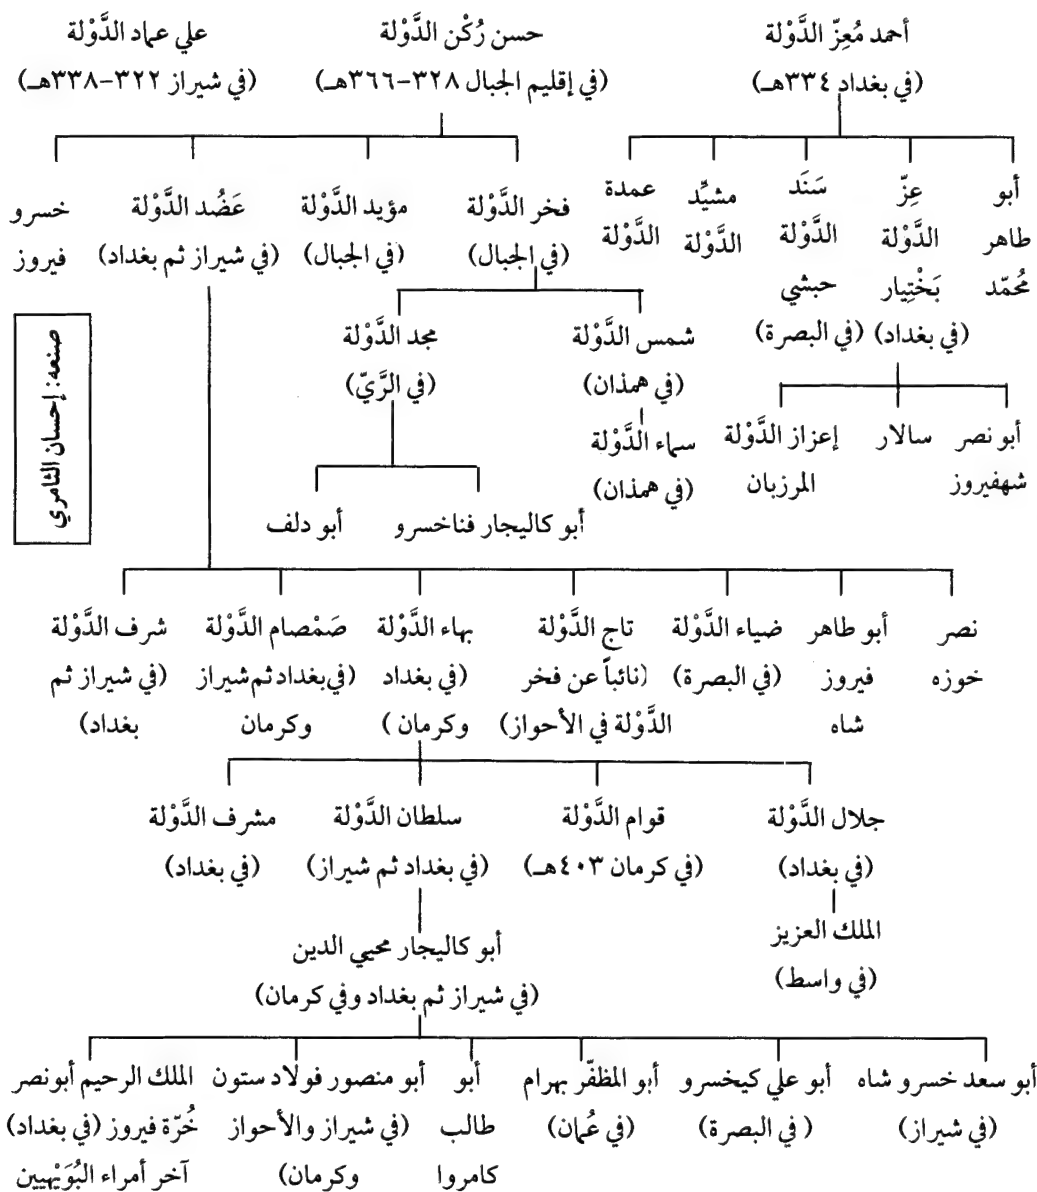 أحمد مُعِزّ الدَّوْلة
(في بغداد ٣٣٤هـ)
حسن رُكْن الدَّوْلة
(في إقليم الجبال ٣٢٨-٣٦٦هـ)
علي عماد الدَّوْلة
(في شيراز ٣٢٢-٣٣٨هـ)
أبو
طاهر
مُحمّد
عِزّ
الدَّوْلة
بَخْتِيار
(في بغداد)
سَنَد
الدَّوْلة
حبشي
(في البصرة)
مشيِّد
الدَّوْلة
عمدة
الدَّوْلة
فخر الدَّوْلة
(في الجبال)
مؤيد الدَّوْلة
(في الجبال)
عَضُد الدَّوْلة
(في شيراز ثم بغداد)
خسرو
فيروز
شمس الدَّوْلة
(في همذان)
سماء الدَّوْلة
(في همذان)
مجد الدَّوْلة
(في الرَّيّ)
أبو نصر
شهفيروز
سالار
إعزاز الدَّوْلة
المرزبان
أبو كاليجار فناخسرو
أبو دلف
صنعه: إحسان الثامري
نصر
خوزه
أبو طاهر
فيروز
شاه
ضياء الدَّوْلة
(في البصرة)
تاج الدَّوْلة
(نائباً عن فخر
الدَّوْلة في الأحواز)
بهاء الدَّوْلة
(في بغداد
وكرمان )
صَمْصام الدَّوْلة
(في بغداد ثم شيراز
وكرمان
شرف الدَّوْلة
(في شيراز ثم
بغداد)
جلال الدَّوْلة
(في بغداد)
الملك العزيز
(في واسط)
قوام الدَّوْلة
(في كرمان ٤٠٣هـ)
سلطان الدَّوْلة
(في بغداد ثم شيراز)
مشرف الدَّوْلة
(في بغداد)
أبو كاليجار محيي الدين
(في شيراز ثم بغداد وفي كرمان)
أبو سعد خسرو شاه
(في شيراز)
أبو علي كيخسرو
( في البصرة)
أبو المظفّر بهرام
(في عُمان)
أبو
طالب
كامروا
أبو منصور فولاد ستون
(في شيراز والأحواز
وكرمان)
الملك الرحيم أبو نصر
خُرّة فيروز (في بغداد)
آخر أمراء البُوَيْهيين